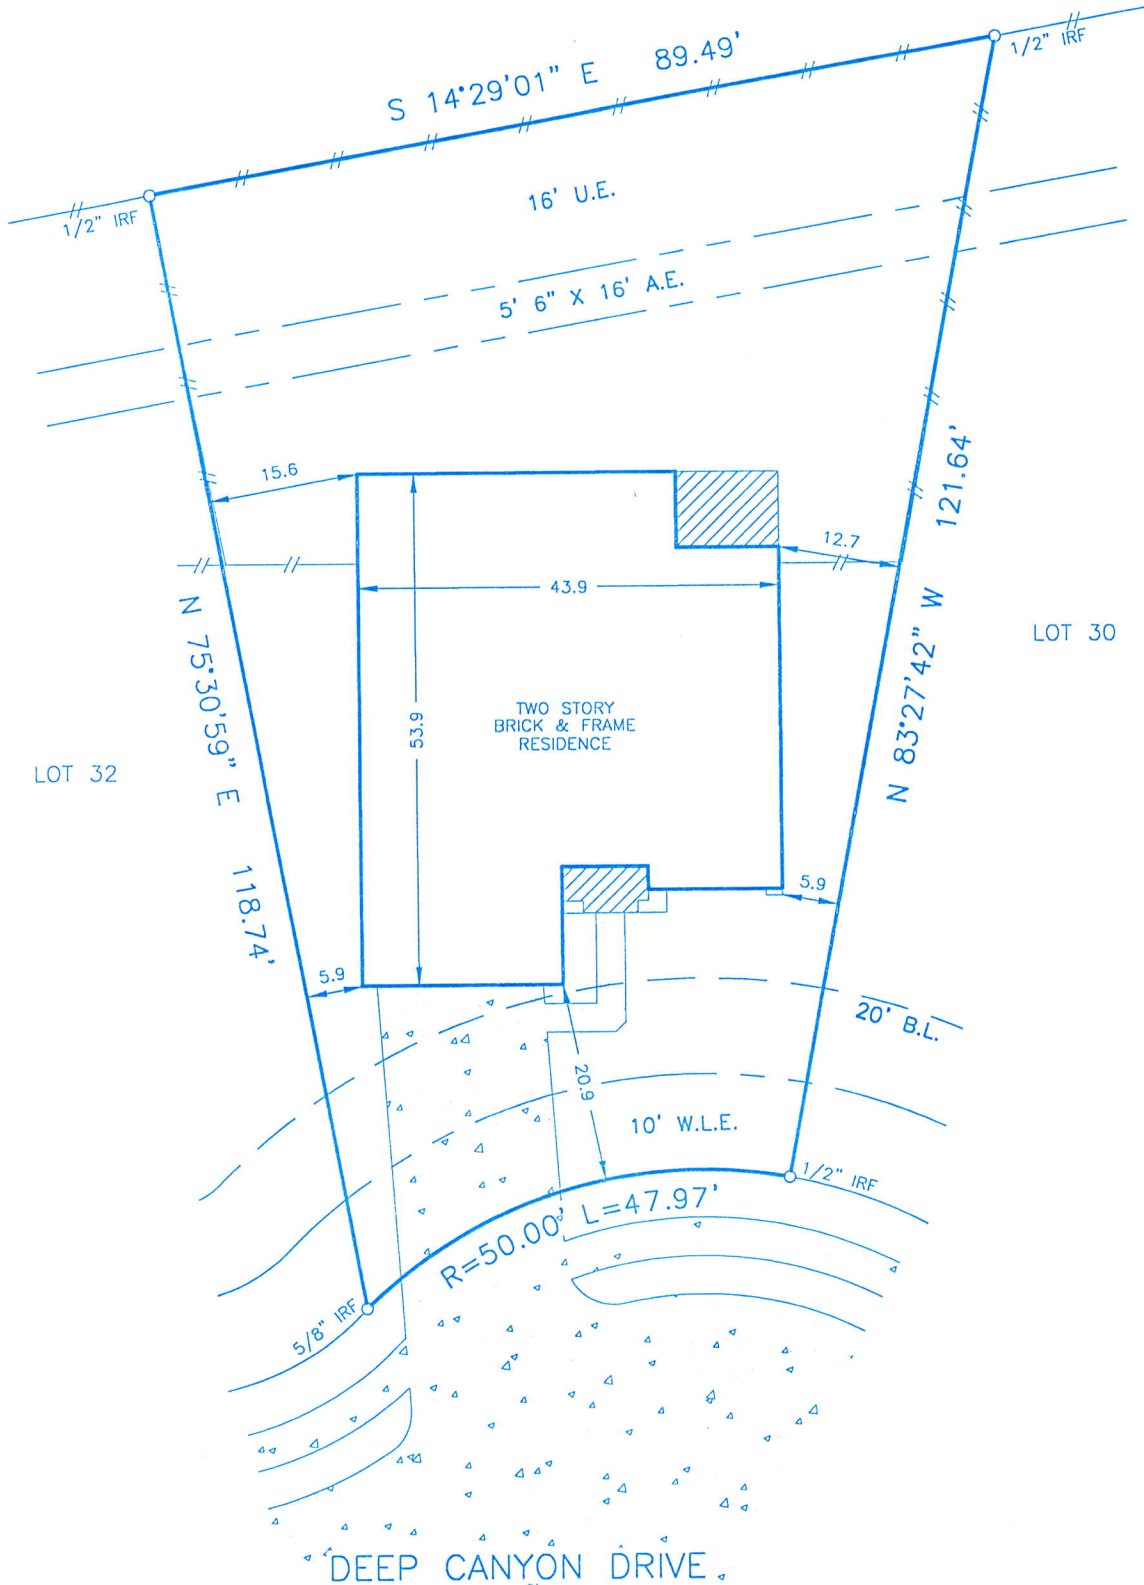 S 14°29'01" E 89.49'
1/2" IRF
1/2" IRF
16' U.E.
5' 6" X 16' A.E.
15.6
12.7
43.9
N 83°27'42" W 121.64'
LOT 30
N 75°30'59" E 118.74'
LOT 32
53.9
TWO STORY
BRICK & FRAME
RESIDENCE
5.9
5.9
20' B.L.
20.9
10' W.L.E.
1/2" IRF
R=50.00' L=47.97'
5/8" IRF
DEEP CANYON DRIVE